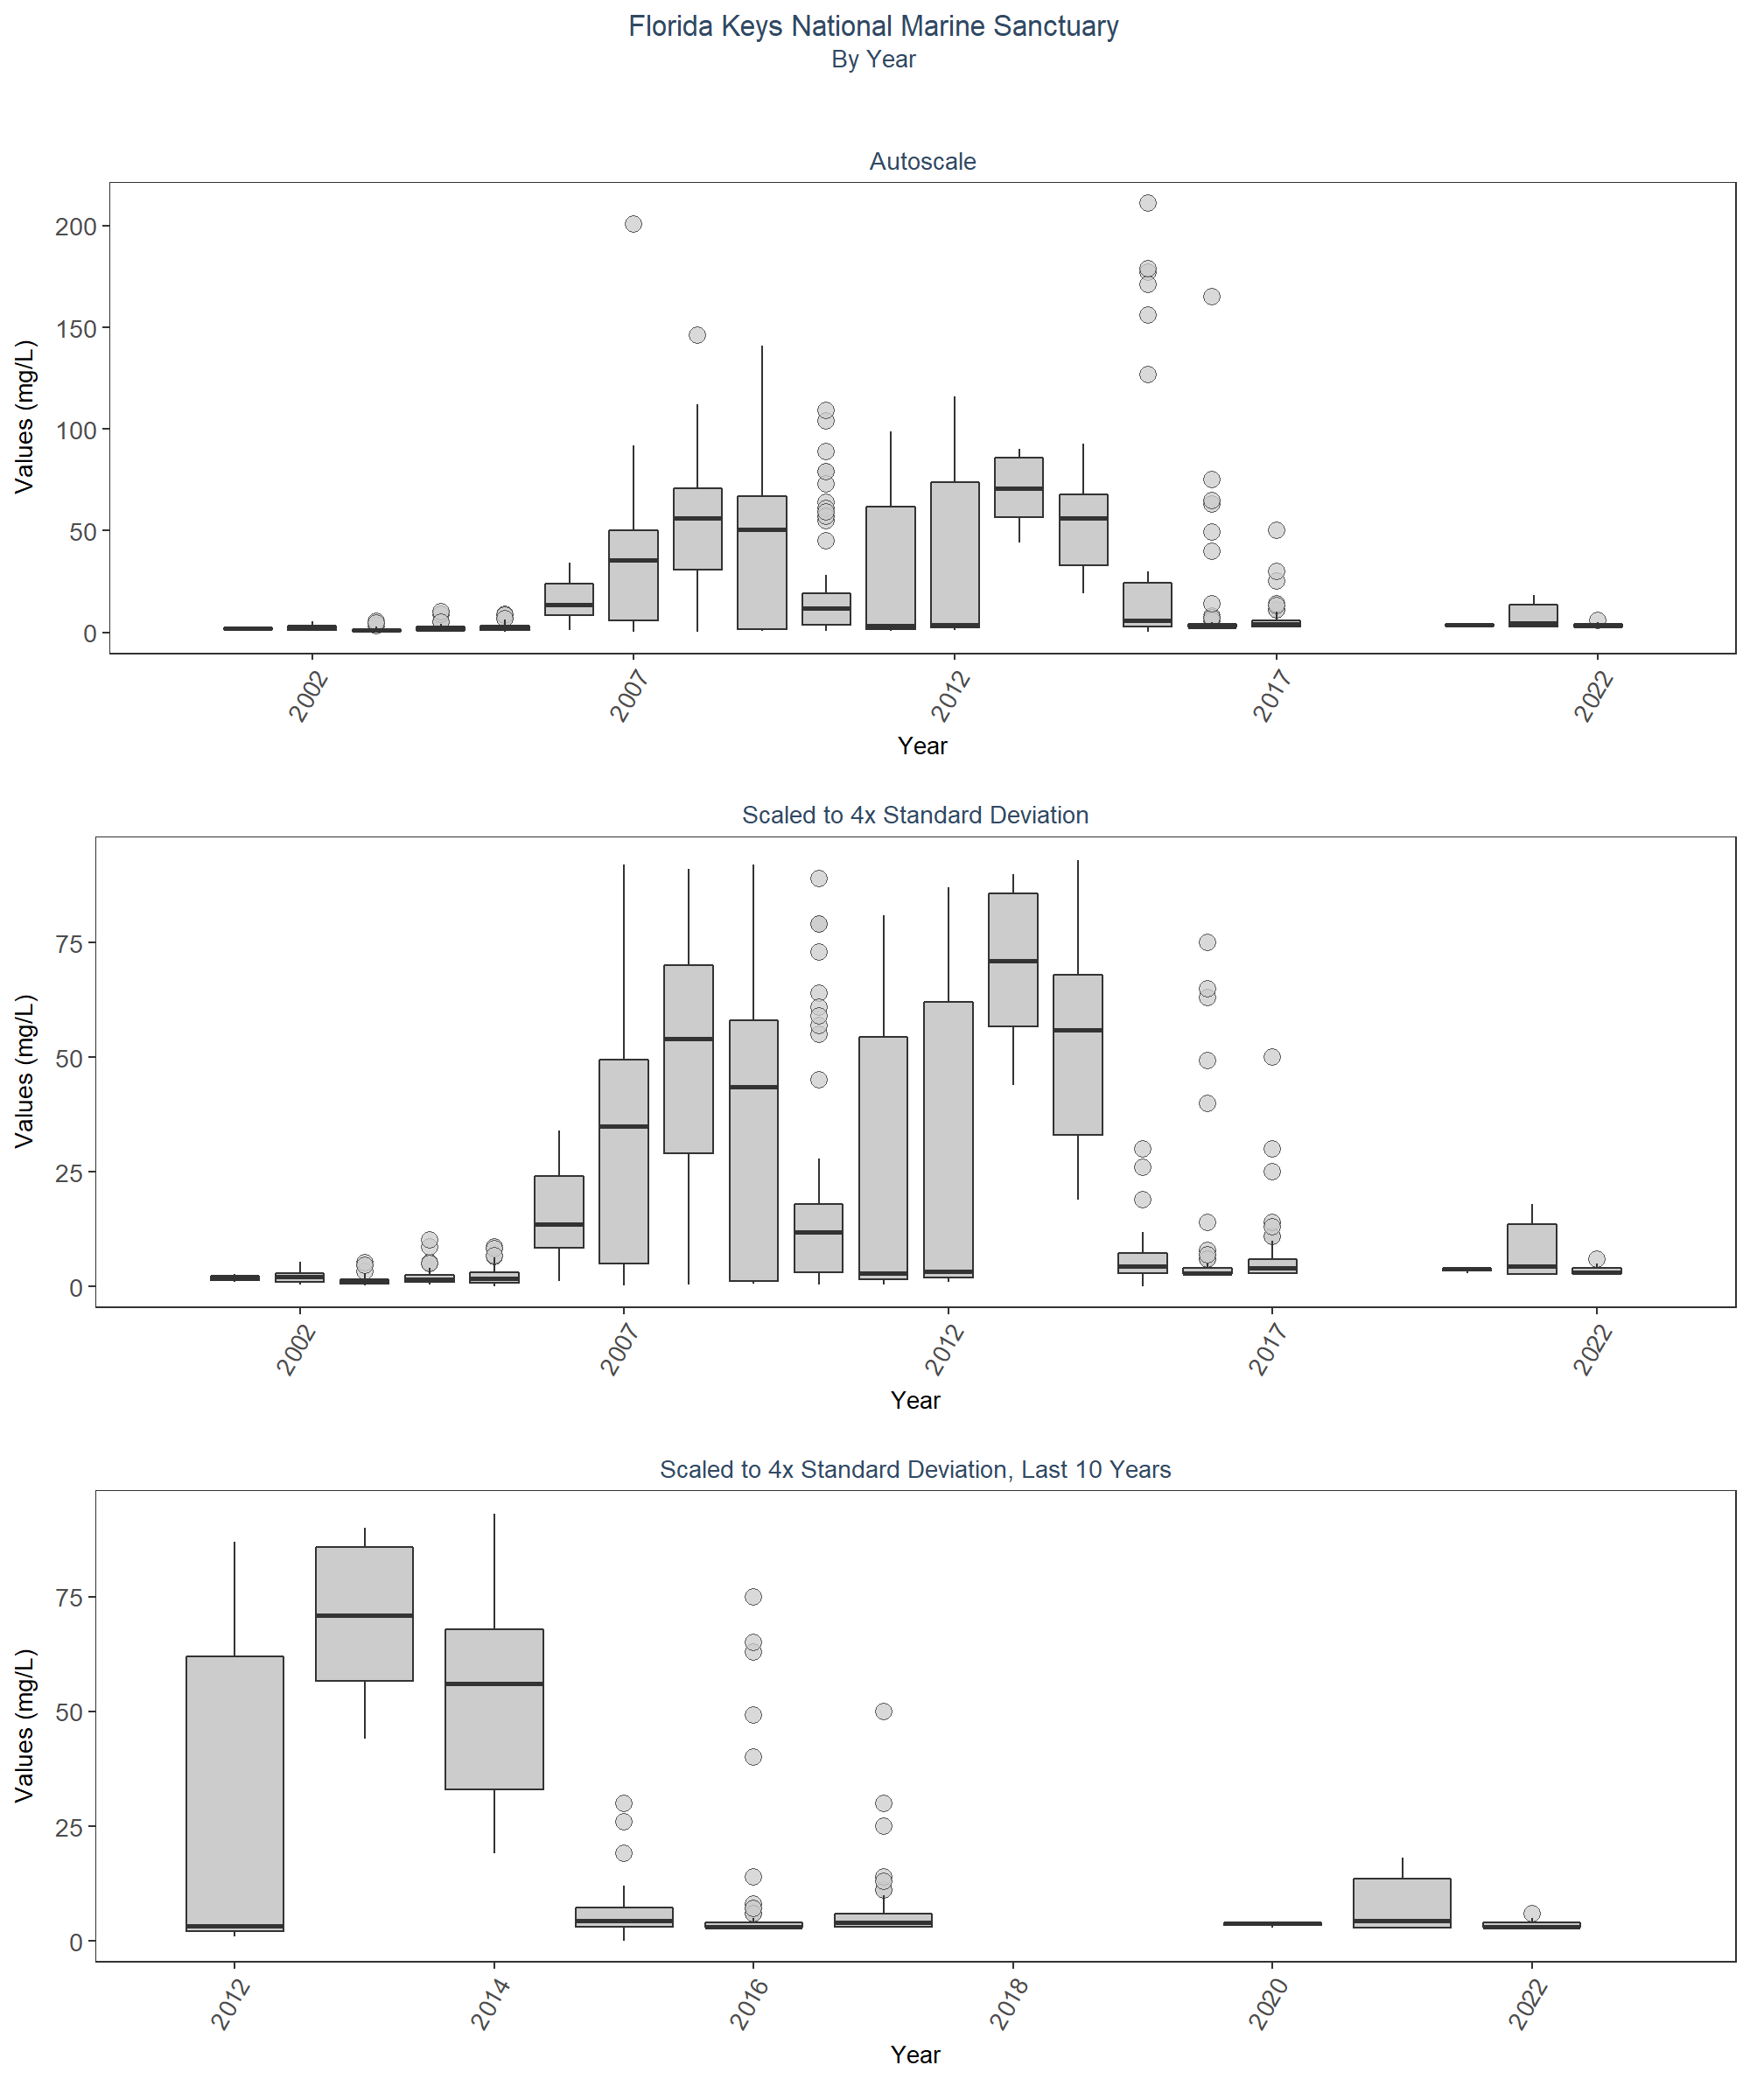 Florida Keys National Marine Sanctuary
By Year
Autoscale
Values (mg/L)
200
150
100
50
0
2002
2007
2012
2017
2022
Year
Scaled to 4x Standard Deviation
Values (mg/L)
75
50
25
0
2002
2007
2012
2017
2022
Year
Scaled to 4x Standard Deviation, Last 10 Years
Values (mg/L)
75
50
25
0
2012
2014
2016
2018
2020
2022
Year